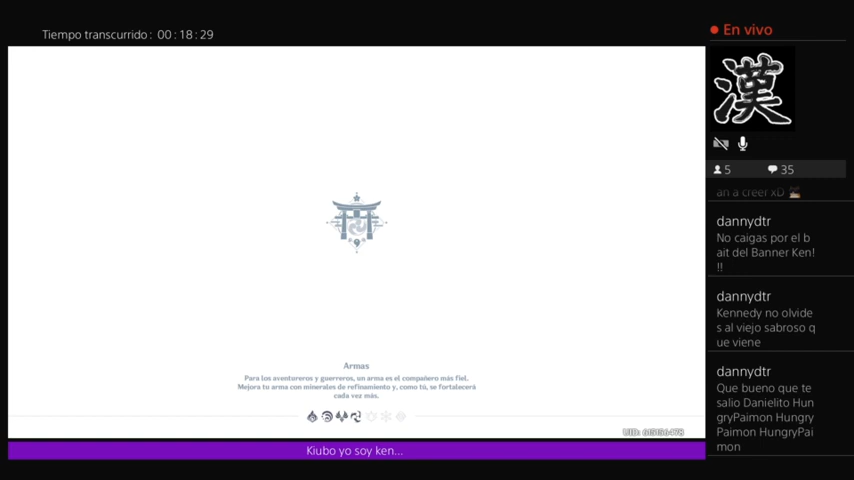 Tiempo transcurrido: 00:18:29
En vivo
漢
5 35
an a creer xD
dannydtr
No caigas por el b
ait del Banner Ken!
!!
dannydtr
Kennedy no olvide
s al viejo sabroso q
ue viene
dannydtr
Que bueno que te
salio Danielito Hun
gryPaimon Hungry
Paimon HungryPai
mon
Armas
Para los aventureros y guerreros, un arma es el compañero más fiel.
Mejora tu arma con minerales de refinamiento y, como tú, se fortalecerá
cada vez más.
Kiubo yo soy ken...